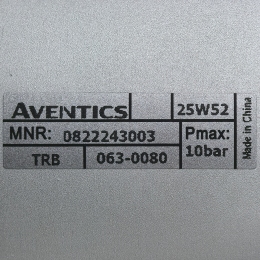 AVENTICS 25W52
MNR: 0822243003 Pmax:
TRB 063-0080 10bar
Made in China